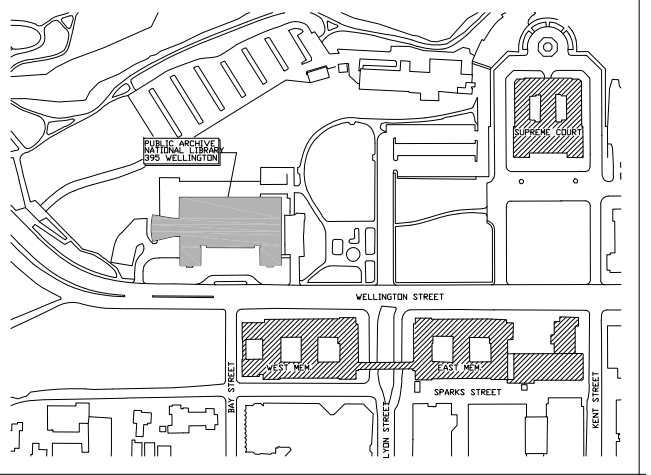 PUBLIC ARCHIVE
NATIONAL LIBRARY
395 WELLINGTON
SUPREME COURT
WELLINGTON STREET
WEST MEM.
EAST MEM.
SPARKS STREET
BAY STREET
LYON STREET
KENT STREET